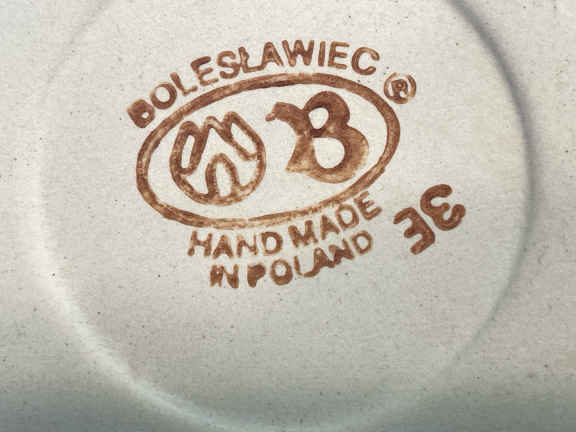 BOLESŁAWIEC ®
B
HAND MADE
IN POLAND
3E